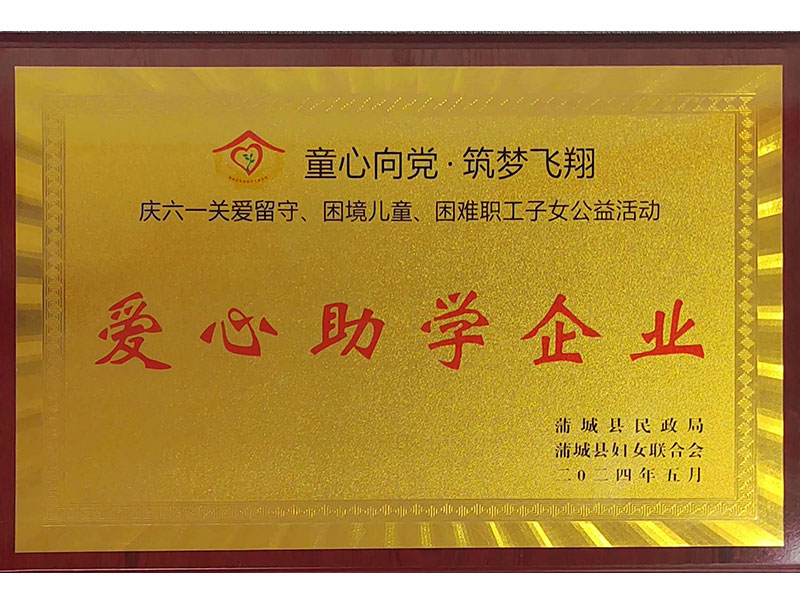 童心向党·筑梦飞翔
庆六一关爱留守、困境儿童、困难职工子女公益活动
爱心助学企业
蒲城县民政局
蒲城县妇女联合会
二〇二四年五月